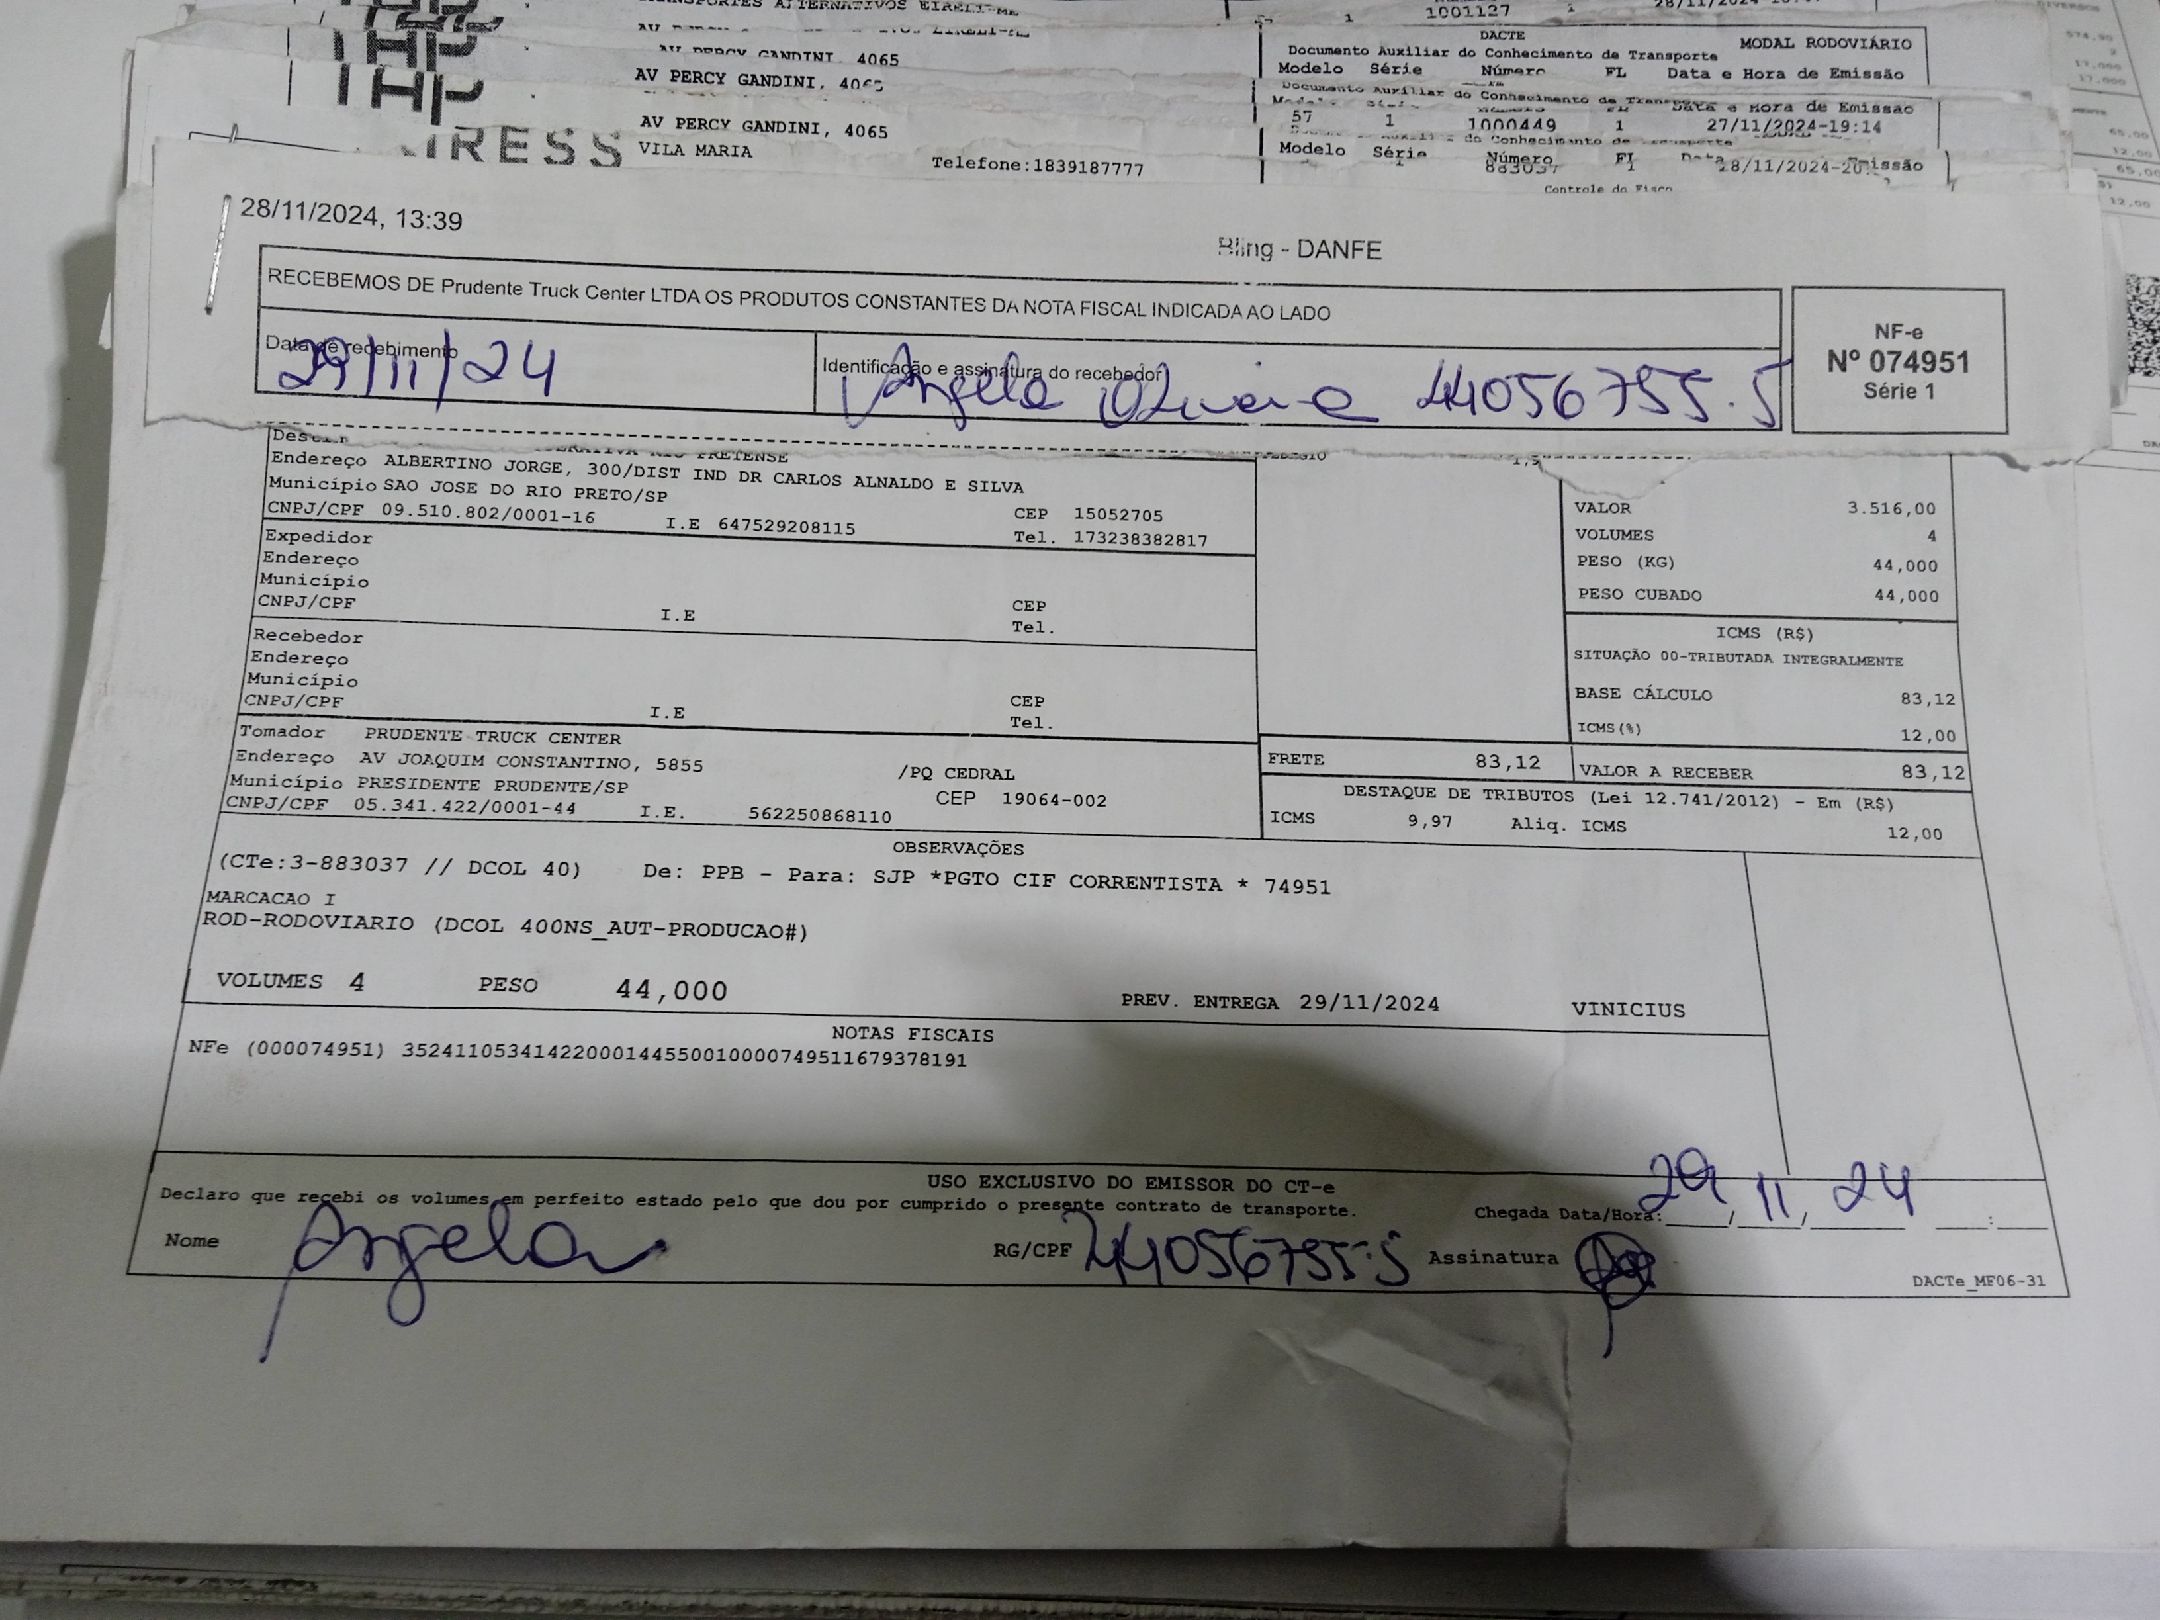 AV PERCY GANDINI, 4065
AV PERCY GANDINI,
AV PERCY GANDINI, 4065
VILA MARIA
Telefone:1839187777
1001127 1
DACTE
Documento Auxiliar do Conhecimento de Transporte MODAL RODOVIÁRIO
Modelo Série Número FL Data e Hora de Emissão
57 1 1000449 1 27/11/2024-19:14
Modelo Série Número
28/11/2024, 13:39
Bling - DANFE
RECEBEMOS DE Prudente Truck Center LTDA OS PRODUTOS CONSTANTES DA NOTA FISCAL INDICADA AO LADO
Data de recebimento
29/11/24
Identificação e assinatura do recebedor
Angela Oliveira 44056755.5
NF-e
Nº 074951
Série 1
Endereço ALBERTINO JORGE, 300/DIST IND DR CARLOS ALNALDO E SILVA
Município SAO JOSE DO RIO PRETO/SP
CNPJ/CPF 09.510.802/0001-16 I.E 647529208115
CEP 15052705
Tel. 173238382817
Expedidor
Endereço
Município
CNPJ/CPF I.E
CEP
Tel.
Recebedor
Endereço
Município
CNPJ/CPF I.E
CEP
Tel.
Tomador PRUDENTE TRUCK CENTER
Endereço AV JOAQUIM CONSTANTINO, 5855 /PQ CEDRAL
Município PRESIDENTE PRUDENTE/SP CEP 19064-002
CNPJ/CPF 05.341.422/0001-44 I.E. 562250868110
VALOR 3.516,00
VOLUMES 4
PESO (KG) 44,000
PESO CUBADO 44,000
ICMS (R$)
SITUAÇÃO 00-TRIBUTADA INTEGRALMENTE
BASE CÁLCULO 83,12
ICMS(%) 12,00
FRETE 83,12 VALOR A RECEBER 83,12
DESTAQUE DE TRIBUTOS (Lei 12.741/2012) - Em (R$)
ICMS 9,97 Aliq. ICMS 12,00
OBSERVAÇÕES
(CTe:3-883037 // DCOL 40) De: PPB - Para: SJP *PGTO CIF CORRENTISTA * 74951
MARCACAO I
ROD-RODOVIARIO (DCOL 400NS_AUT-PRODUCAO#)
VOLUMES 4 PESO 44,000 PREV. ENTREGA 29/11/2024 VINICIUS
NOTAS FISCAIS
NFe (000074951) 35241105341422000144550010000749511679378191
USO EXCLUSIVO DO EMISSOR DO CT-e
Declaro que recebi os volumes em perfeito estado pelo que dou por cumprido o presente contrato de transporte.
Chegada Data/Hora: 29/11/24 :
Nome Angela RG/CPF 44056755.5 Assinatura
DACTe_MF06-31